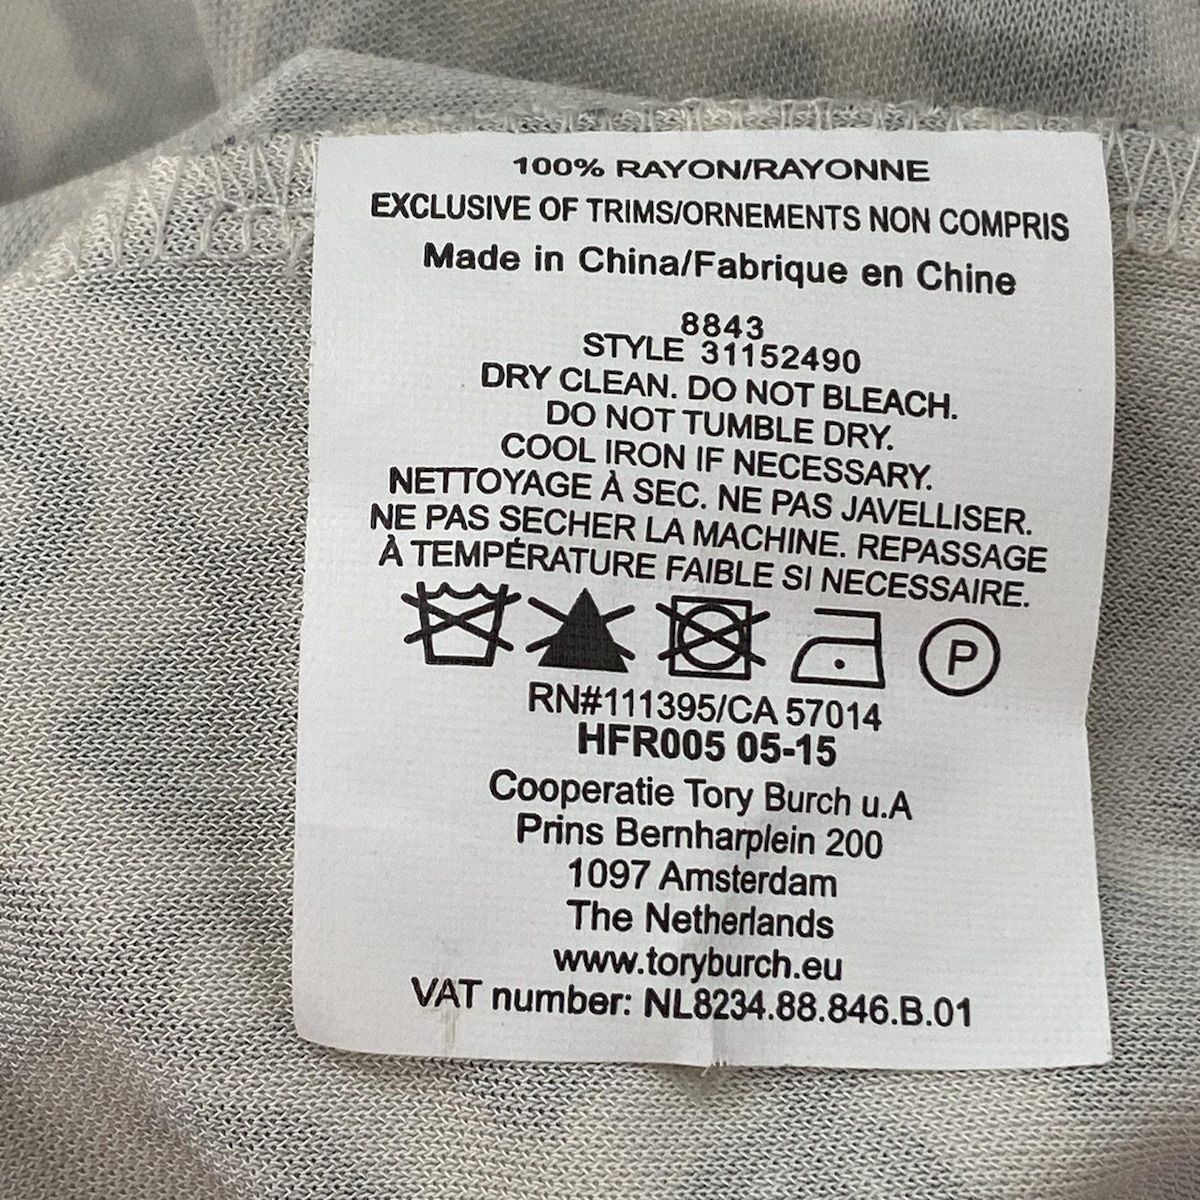 100% RAYON/RAYONNE
EXCLUSIVE OF TRIMS/ORNEMENTS NON COMPRIS
Made in China/Fabrique en Chine
8843
STYLE 31152490
DRY CLEAN. DO NOT BLEACH.
DO NOT TUMBLE DRY.
COOL IRON IF NECESSARY.
NETTOYAGE À SEC. NE PAS JAVELLISER.
NE PAS SECHER LA MACHINE. REPASSAGE
À TEMPÉRATURE FAIBLE SI NECESSAIRE.
P
RN#111395/CA 57014
HFR005 05-15
Cooperatie Tory Burch u.A
Prins Bernharplein 200
1097 Amsterdam
The Netherlands
www.toryburch.eu
VAT number: NL8234.88.846.B.01